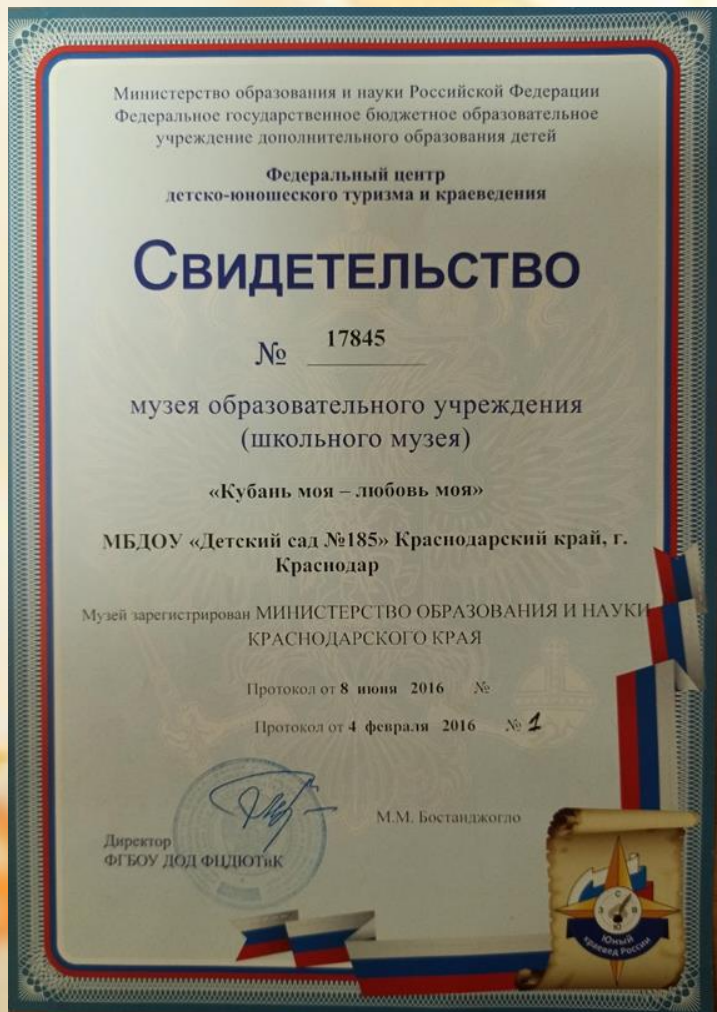 Министерство образования и науки Российской Федерации
Федеральное государственное бюджетное образовательное
учреждение дополнительного образования детей
Федеральный центр
детско-юношеского туризма и краеведения
Свидетельство
№ 17845
музея образовательного учреждения
(школьного музея)
«Кубань моя – любовь моя»
МБДОУ «Детский сад №185» Краснодарский край, г.
Краснодар
Музей зарегистрирован МИНИСТЕРСТВО ОБРАЗОВАНИЯ И НАУКИ
КРАСНОДАРСКОГО КРАЯ
Протокол от 8 июня 2016 №
Протокол от 4 февраля 2016 № 1
М.М. Бостанджогло
Директор
ФГБОУ ДОД ФЦДЮТиК
С
З В
Ю
Юный
краевед России